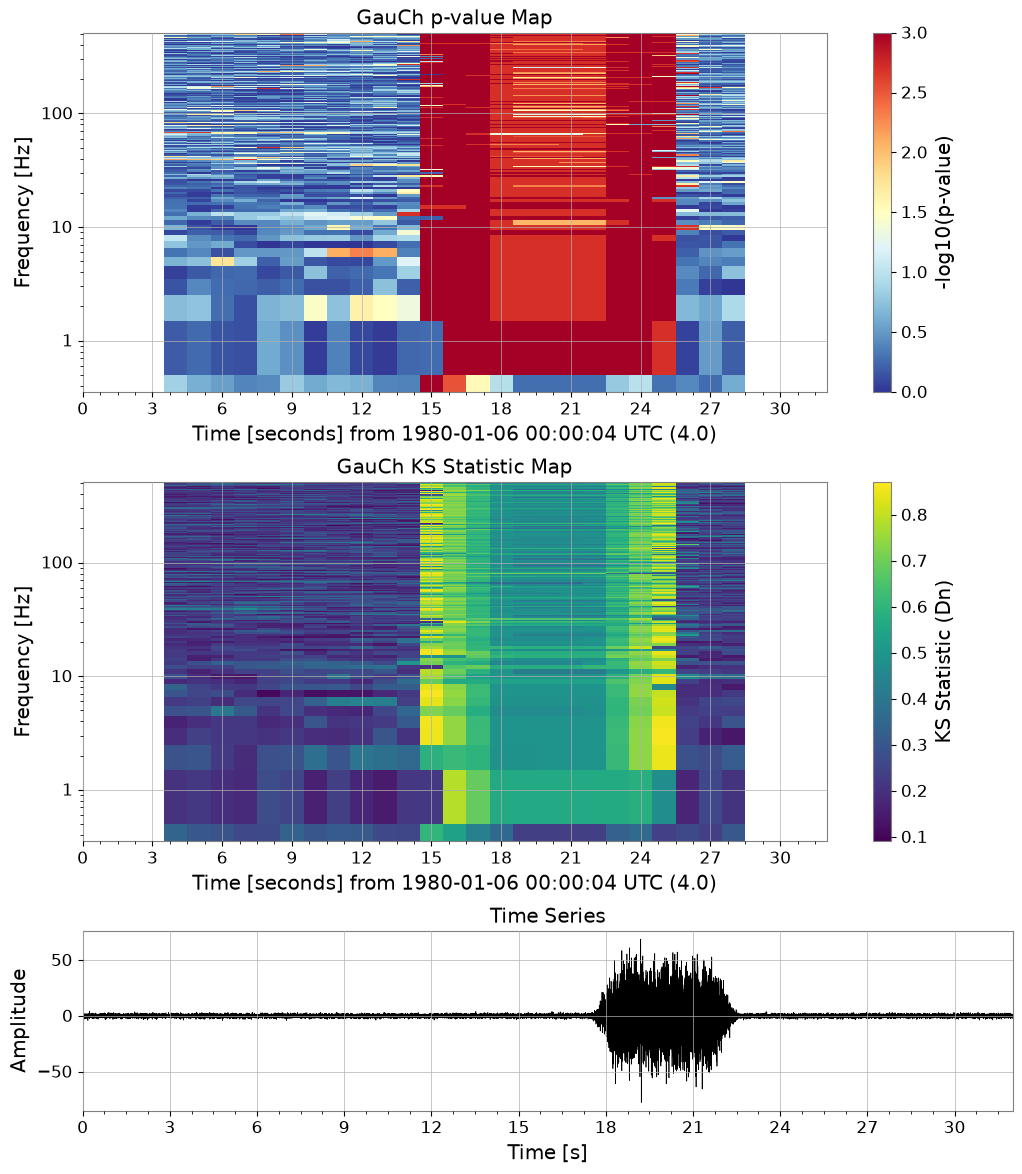 GauCh p-value Map
3.0
2.5
100
2.0
Frequency [Hz]
-log10(p-value)
1.5
10
1.0
0.5
1
0.0
0 3 6 9 12 15 18 21 24 27 30
Time [seconds] from 1980-01-06 00:00:04 UTC (4.0)
GauCh KS Statistic Map
0.8
0.7
100
0.6
Frequency [Hz]
KS Statistic (Dn)
0.5
0.4
10
0.3
0.2
1
0.1
0 3 6 9 12 15 18 21 24 27 30
Time [seconds] from 1980-01-06 00:00:04 UTC (4.0)
Time Series
50
Amplitude
0
−50
0 3 6 9 12 15 18 21 24 27 30
Time [s]